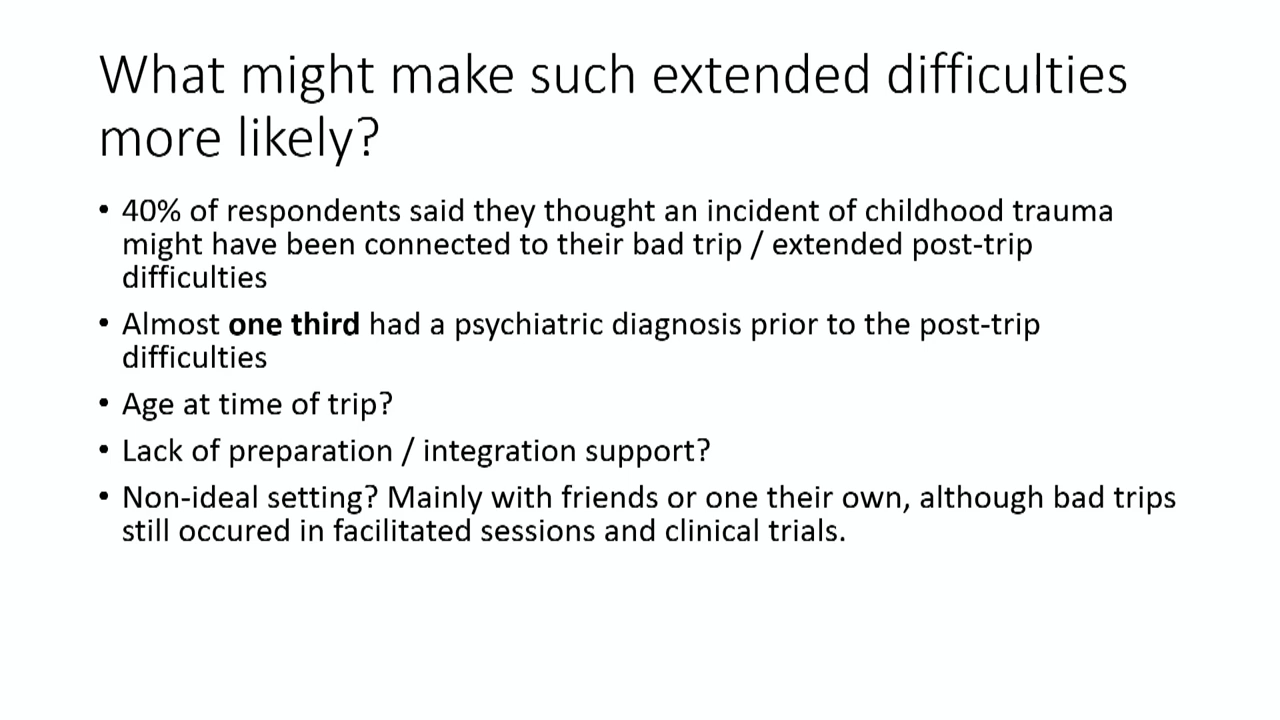 What might make such extended difficulties
more likely?
• 40% of respondents said they thought an incident of childhood trauma
might have been connected to their bad trip / extended post-trip
difficulties
• Almost one third had a psychiatric diagnosis prior to the post-trip
difficulties
• Age at time of trip?
• Lack of preparation / integration support?
• Non-ideal setting? Mainly with friends or one their own, although bad trips
still occured in facilitated sessions and clinical trials.